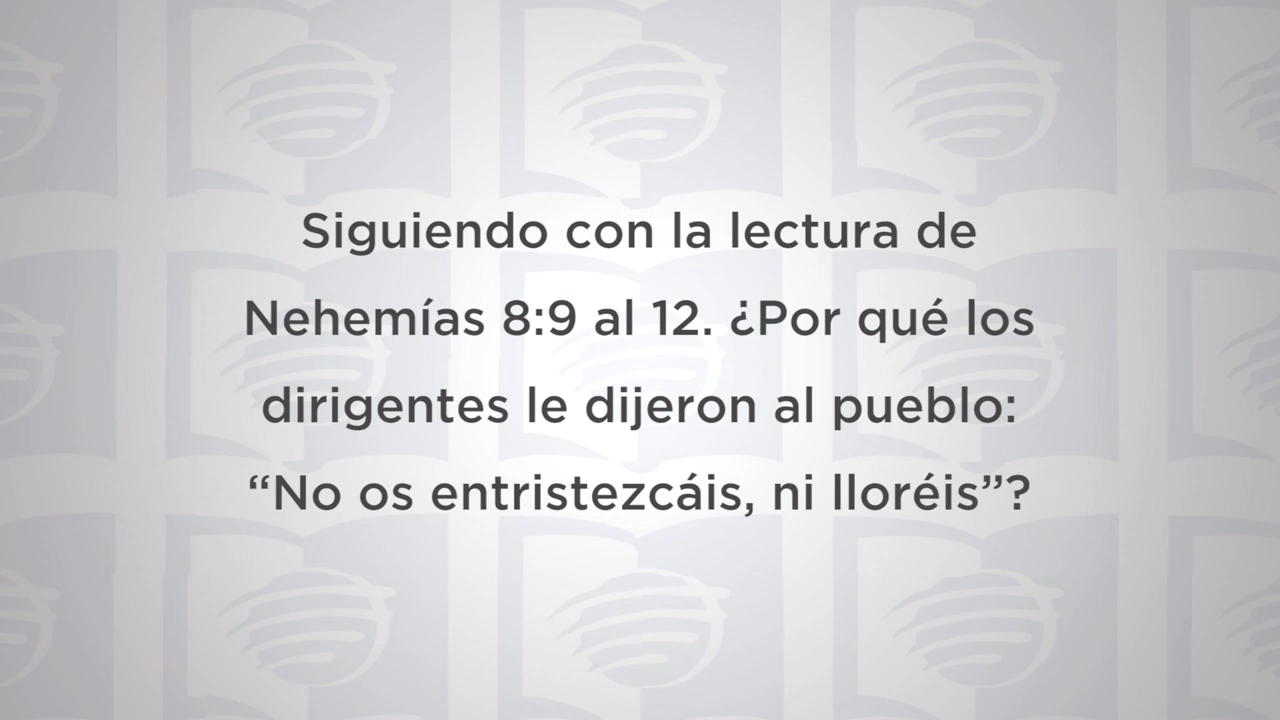 Siguiendo con la lectura de
Nehemías 8:9 al 12. ¿Por qué los
dirigentes le dijeron al pueblo:
“No os entristezcáis, ni lloréis”?